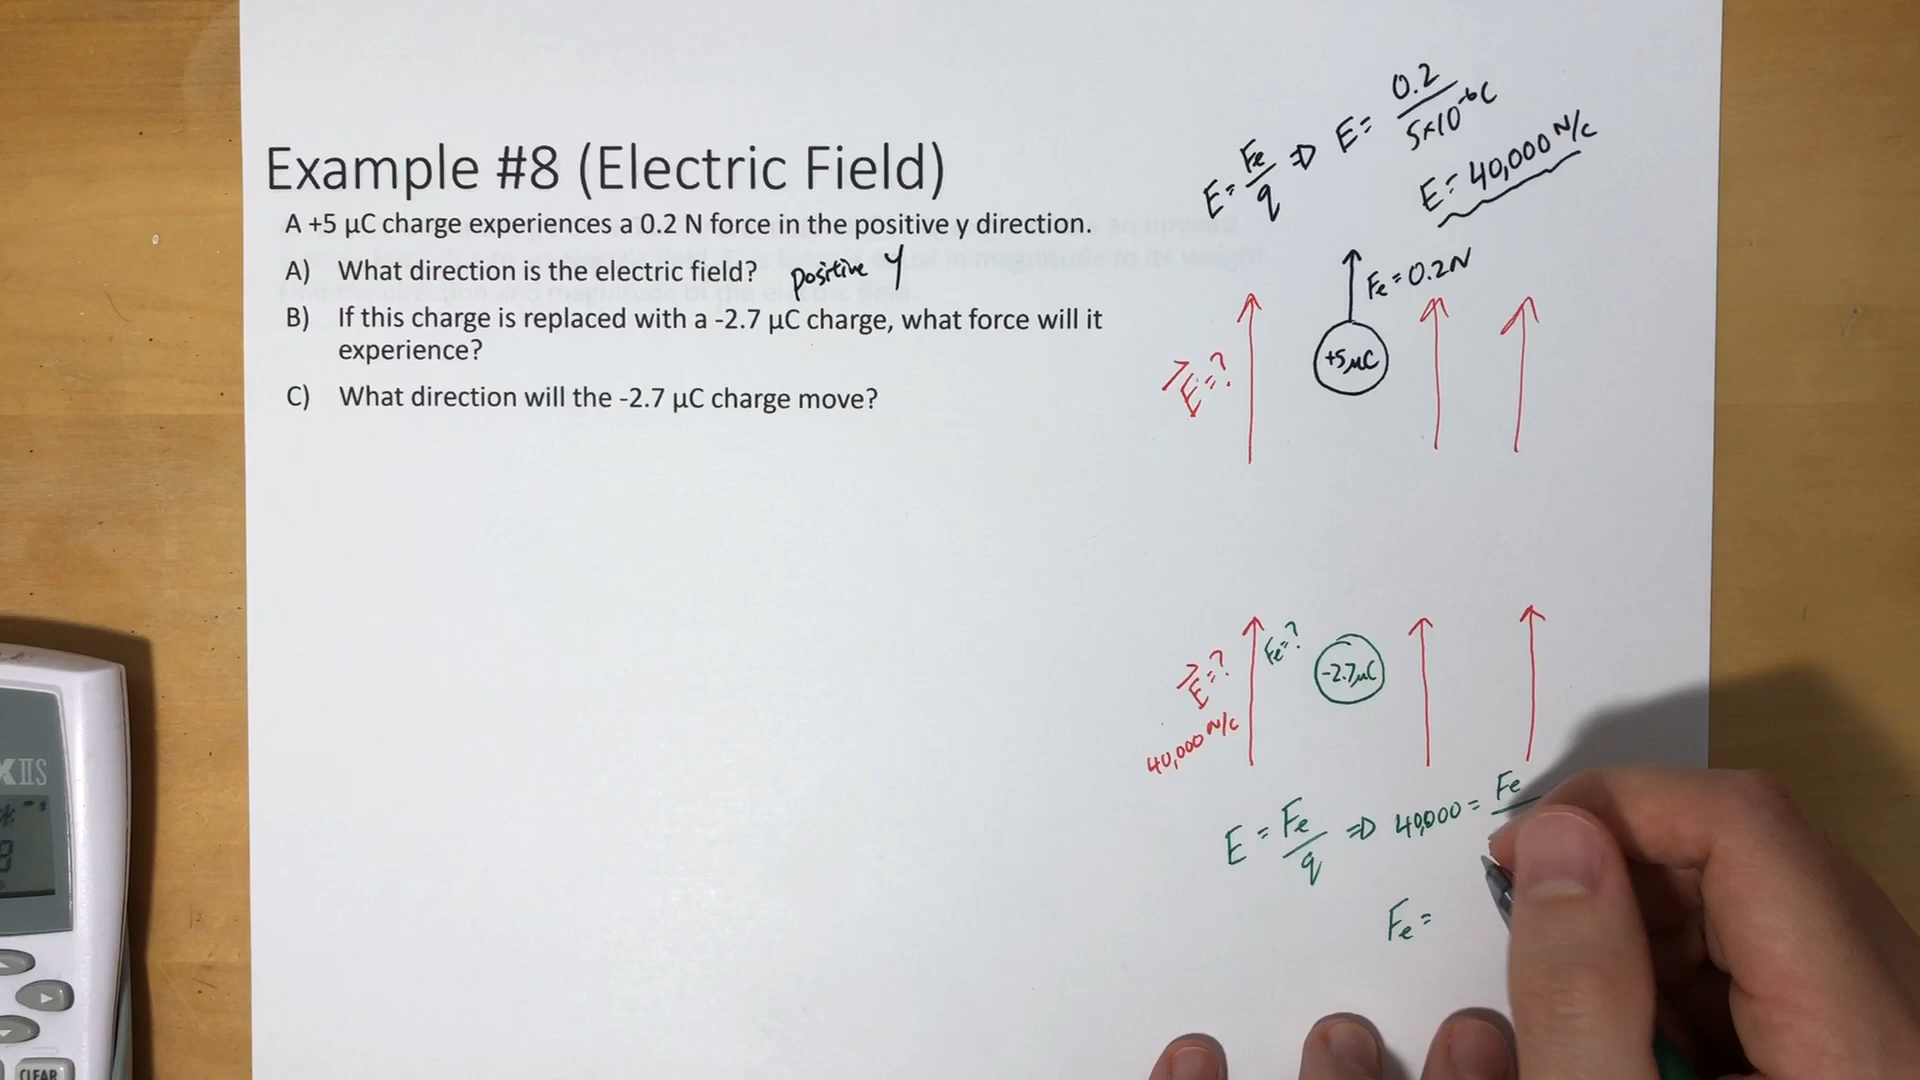 Example #8 (Electric Field)
A +5 µC charge experiences a 0.2 N force in the positive y direction.
A) What direction is the electric field? positive y
B) If this charge is replaced with a -2.7 µC charge, what force will it
experience?
C) What direction will the -2.7 µC charge move?
E = Fe/q ⇒ E = 0.2/5×10⁻⁶C
E = 40,000 N/C
Fe = 0.2N
+5µC
E = ?
Fe = ?
-2.7µC
E = ?
40,000 N/C
E = Fe/q ⇒ 40,000 = Fe
Fe =
XIIS
CLEAR